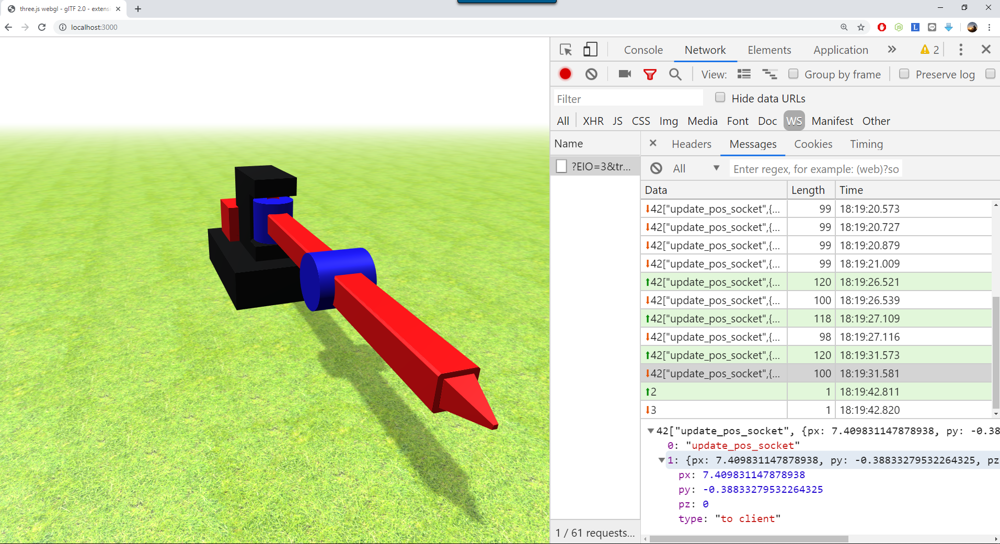 three.js webgl - glTF 2.0 - extens
localhost:3000
Console Network Elements Application 2
View: Group by frame Preserve log
Filter Hide data URLs
All XHR JS CSS Img Media Font Doc WS Manifest Other
Name
?EIO=3&tr...
Headers Messages Cookies Timing
All Enter regex, for example: (web)?so
Data Length Time
42["update_pos_socket",{... 99 18:19:20.573
42["update_pos_socket",{... 99 18:19:20.727
42["update_pos_socket",{... 99 18:19:20.879
42["update_pos_socket",{... 99 18:19:21.009
42["update_pos_socket",{... 120 18:19:26.521
42["update_pos_socket",{... 100 18:19:26.539
42["update_pos_socket",{... 118 18:19:27.109
42["update_pos_socket",{... 98 18:19:27.116
42["update_pos_socket",{... 120 18:19:31.573
42["update_pos_socket",{... 100 18:19:31.581
2 1 18:19:42.811
3 1 18:19:42.820
42["update_pos_socket", {px: 7.409831147878938, py: -0.38
0: "update_pos_socket"
1: {px: 7.409831147878938, py: -0.38833279532264325, pz
px: 7.409831147878938
py: -0.38833279532264325
pz: 0
type: "to client"
1 / 61 requests...